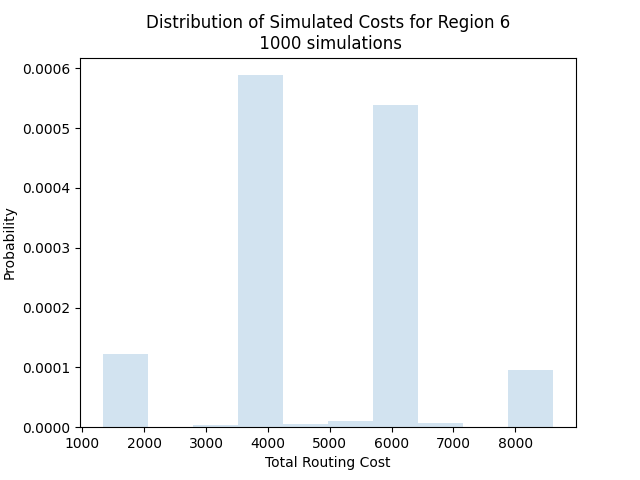 Distribution of Simulated Costs for Region 6
1000 simulations
0.0006
0.0005
0.0004
0.0003
0.0002
0.0001
0.0000
Probability
1000 2000 3000 4000 5000 6000 7000 8000
Total Routing Cost